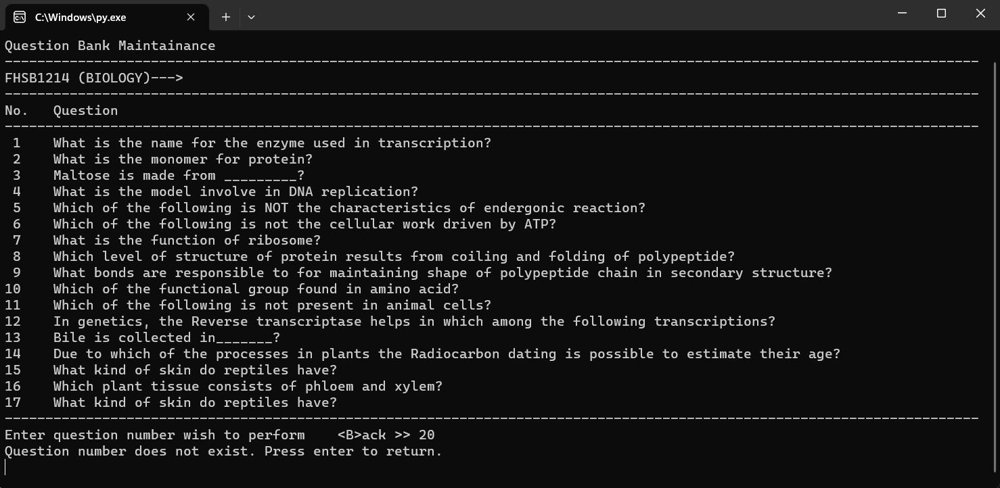 C:\Windows\py.exe
Question Bank Maintainance
------------------------------------------------------------------------------------------------------------------------
FHSB1214 (BIOLOGY)--->
------------------------------------------------------------------------------------------------------------------------
No.   Question
------------------------------------------------------------------------------------------------------------------------
 1    What is the name for the enzyme used in transcription?
 2    What is the monomer for protein?
 3    Maltose is made from _________?
 4    What is the model involve in DNA replication?
 5    Which of the following is NOT the characteristics of endergonic reaction?
 6    Which of the following is not the cellular work driven by ATP?
 7    What is the function of ribosome?
 8    Which level of structure of protein results from coiling and folding of polypeptide?
 9    What bonds are responsible to for maintaining shape of polypeptide chain in secondary structure?
10    Which of the functional group found in amino acid?
11    Which of the following is not present in animal cells?
12    In genetics, the Reverse transcriptase helps in which among the following transcriptions?
13    Bile is collected in_______?
14    Due to which of the processes in plants the Radiocarbon dating is possible to estimate their age?
15    What kind of skin do reptiles have?
16    Which plant tissue consists of phloem and xylem?
17    What kind of skin do reptiles have?
------------------------------------------------------------------------------------------------------------------------
Enter question number wish to perform    <B>ack >> 20
Question number does not exist. Press enter to return.